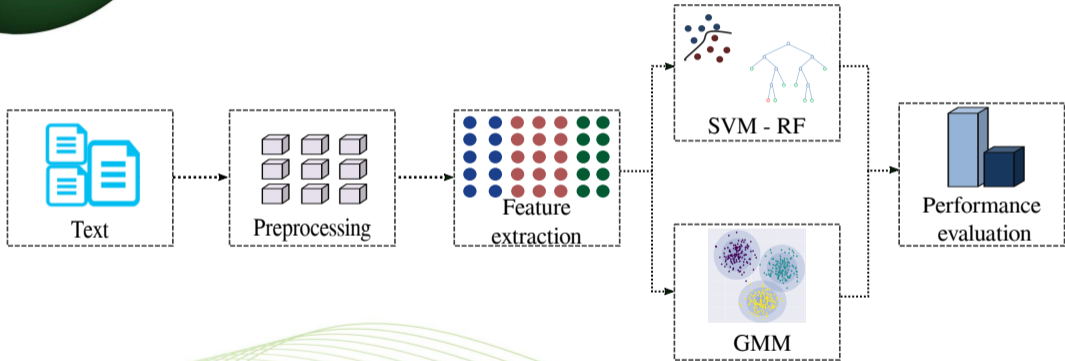 Text
Preprocessing
Feature
extraction
SVM - RF
GMM
Performance
evaluation